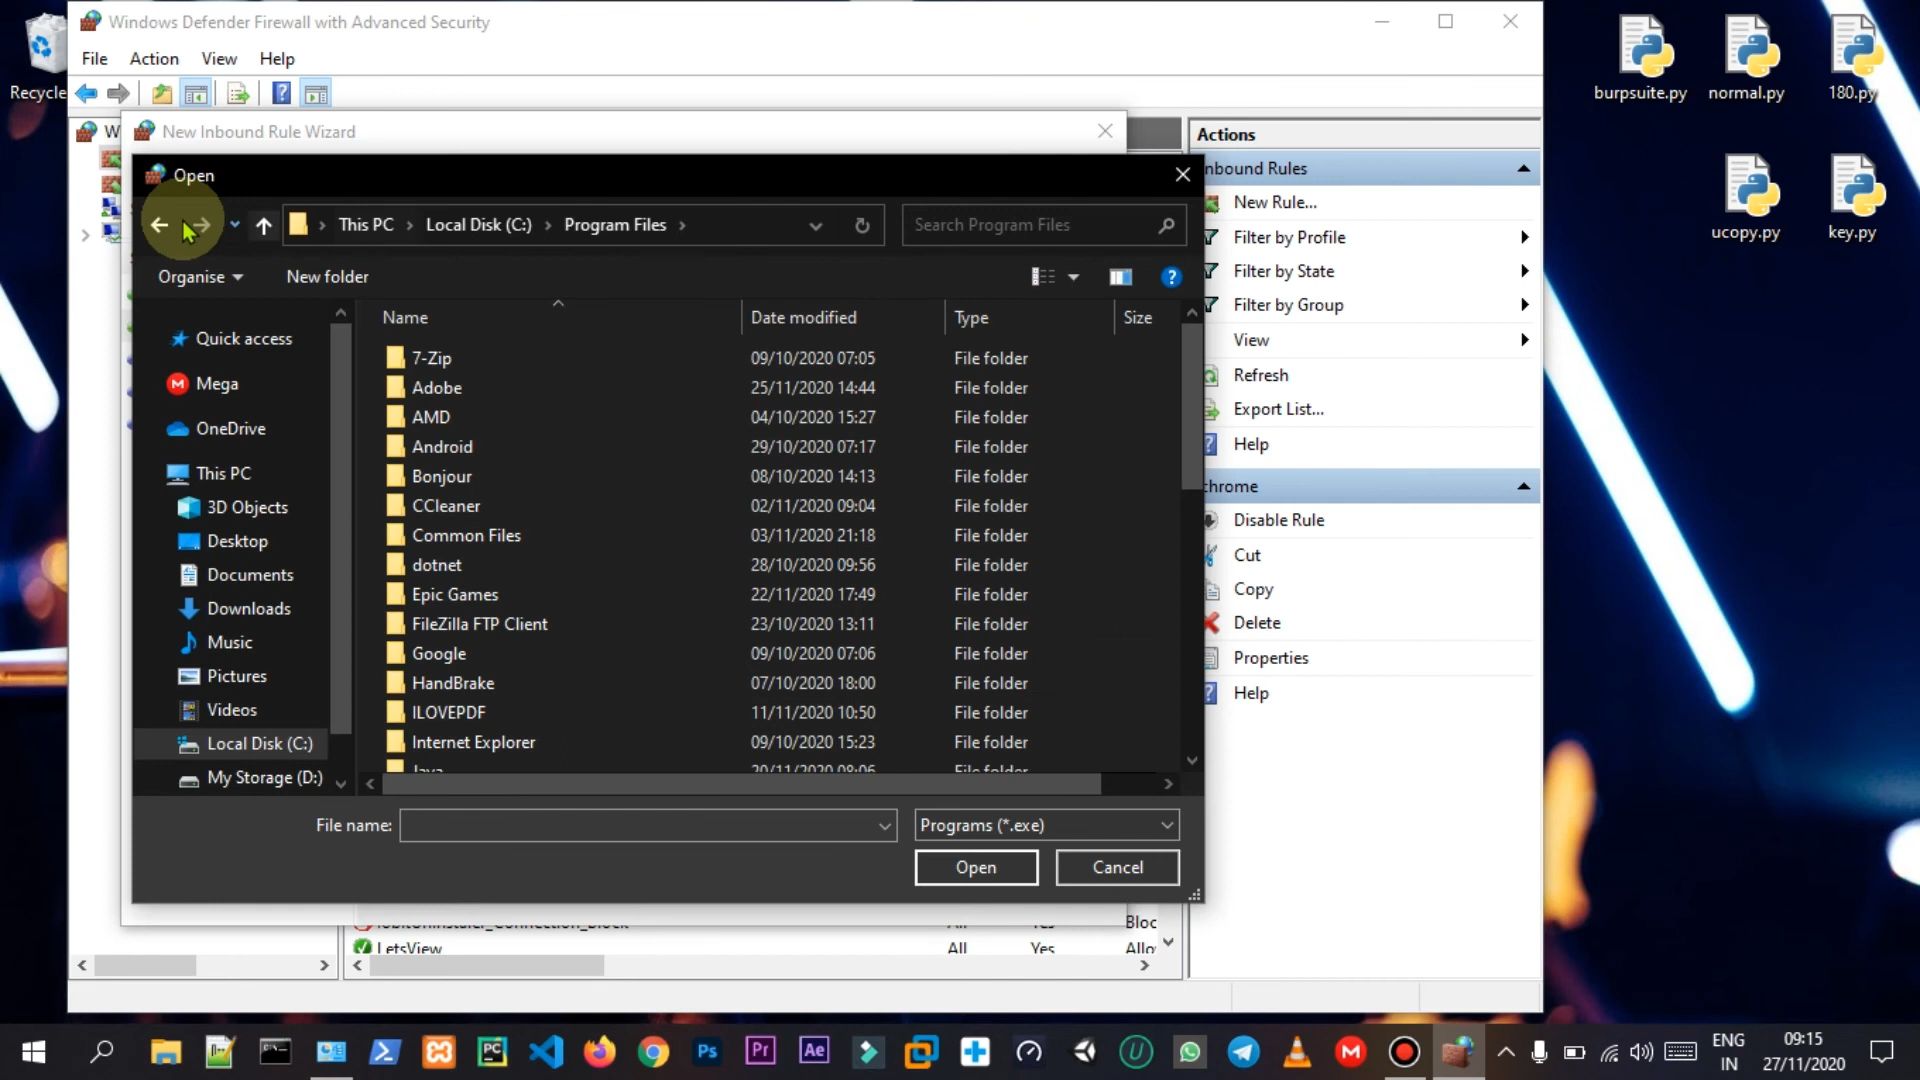 Windows Defender Firewall with Advanced Security
File Action View Help
Recycle
burpsuite.py
normal.py
180.py
ucopy.py
key.py
W
New Inbound Rule Wizard
Open
This PC
Local Disk (C:)
Program Files
Search Program Files
Organise
New folder
Quick access
Mega
OneDrive
This PC
3D Objects
Desktop
Documents
Downloads
Music
Pictures
Videos
Local Disk (C:)
My Storage (D:)
Name Date modified Type Size
7-Zip 09/10/2020 07:05 File folder
Adobe 25/11/2020 14:44 File folder
AMD 04/10/2020 15:27 File folder
Android 29/10/2020 07:17 File folder
Bonjour 08/10/2020 14:13 File folder
CCleaner 02/11/2020 09:04 File folder
Common Files 03/11/2020 21:18 File folder
dotnet 28/10/2020 09:56 File folder
Epic Games 22/11/2020 17:49 File folder
FileZilla FTP Client 23/10/2020 13:11 File folder
Google 09/10/2020 07:06 File folder
HandBrake 07/10/2020 18:00 File folder
ILOVEPDF 11/11/2020 10:50 File folder
Internet Explorer 09/10/2020 15:23 File folder
Java 20/11/2020 08:06 File folder
File name:
Programs (*.exe)
Open Cancel
Bloc
LetsView All Yes Allo
Actions
nbound Rules
New Rule...
Filter by Profile
Filter by State
Filter by Group
View
Refresh
Export List...
Help
chrome
Disable Rule
Cut
Copy
Delete
Properties
Help
PC
Ps
Pr
Ae
ENG
IN
09:15
27/11/2020